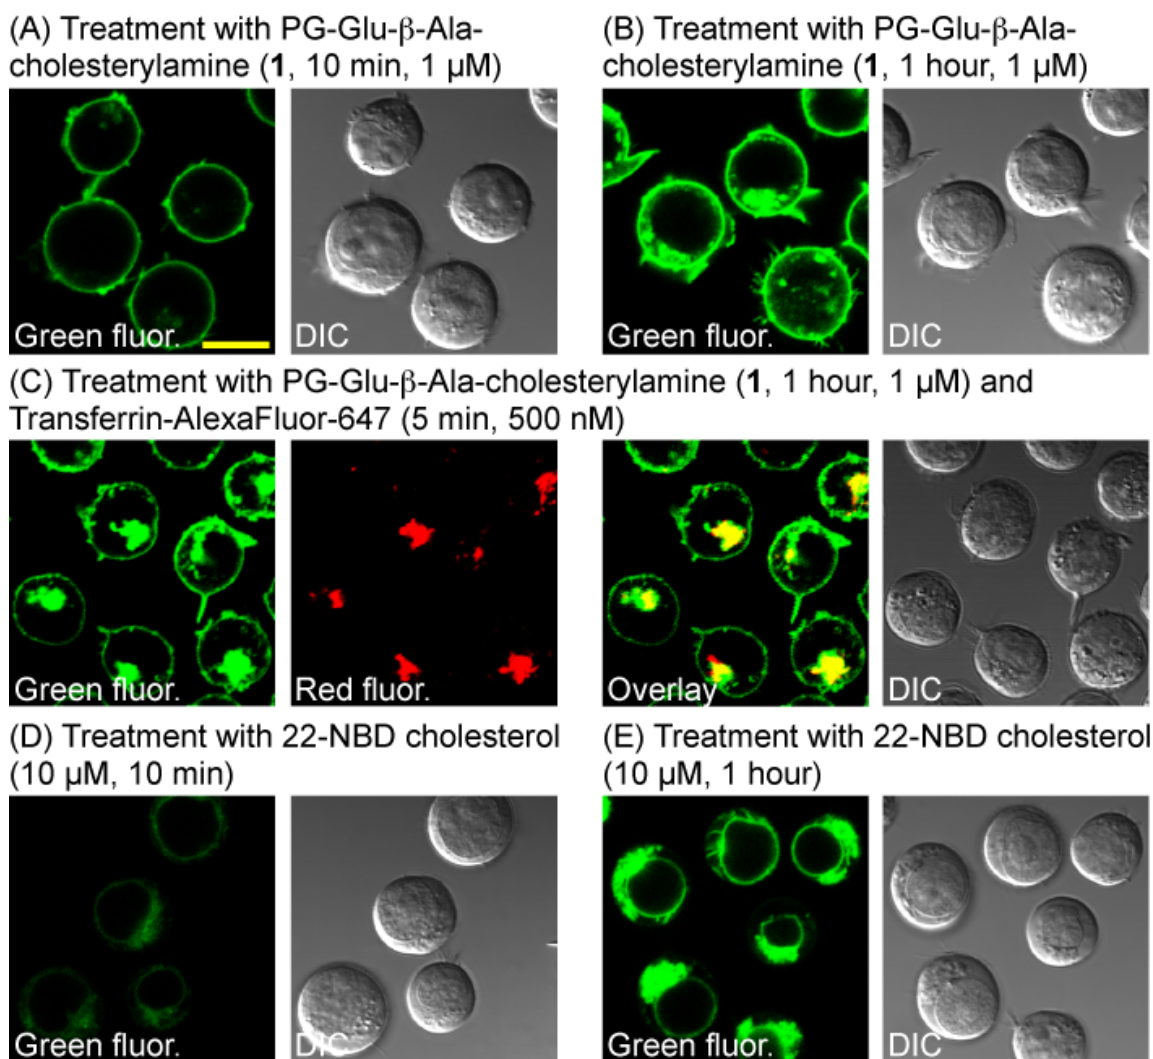 (A) Treatment with PG-Glu-β-Ala-
cholesterylamine (1, 10 min, 1 μM)
(B) Treatment with PG-Glu-β-Ala-
cholesterylamine (1, 1 hour, 1 μM)
Green fluor.
DIC
Green fluor.
DIC
(C) Treatment with PG-Glu-β-Ala-cholesterylamine (1, 1 hour, 1 μM) and
Transferrin-AlexaFluor-647 (5 min, 500 nM)
Green fluor.
Red fluor.
Overlay
DIC
(D) Treatment with 22-NBD cholesterol
(10 μM, 10 min)
(E) Treatment with 22-NBD cholesterol
(10 μM, 1 hour)
Green fluor.
DIC
Green fluor.
DIC